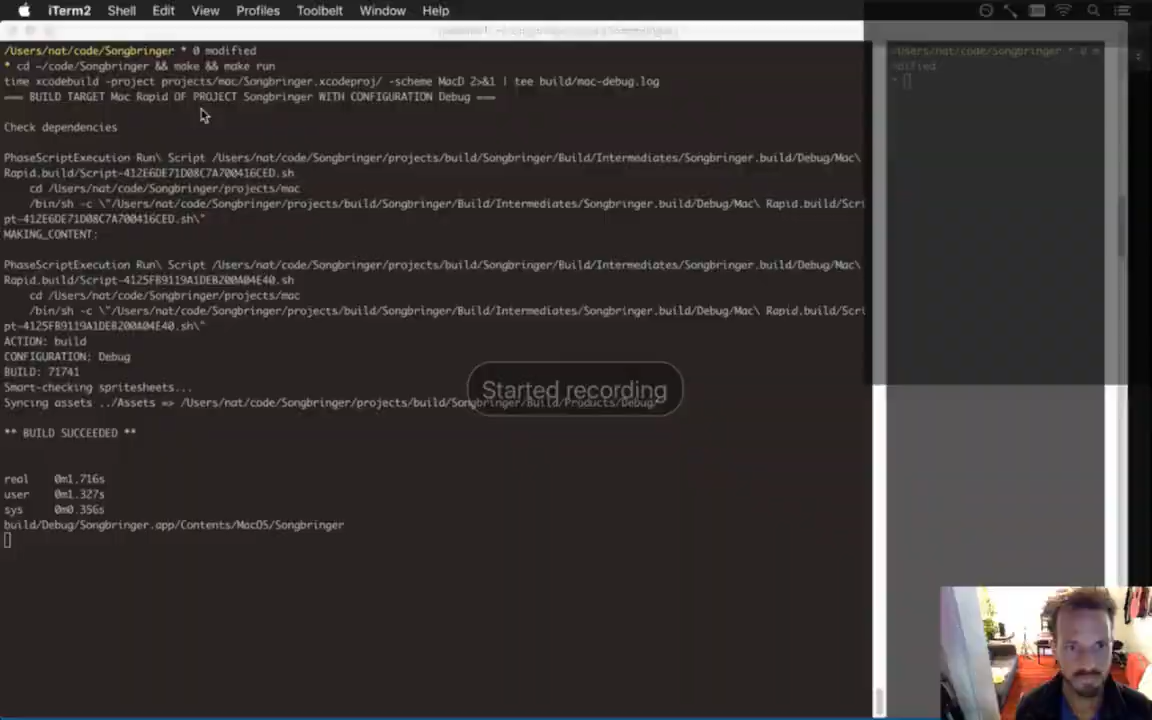 iTerm2 Shell Edit View Profiles Toolbelt Window Help
/Users/nat/code/Songbringer * 0 modified
* cd ~/code/Songbringer && make && make run
time xcodebuild -project projects/mac/Songbringer.xcodeproj/ -scheme MacD 2>&1 | tee build/mac-debug.log
=== BUILD TARGET Mac Rapid OF PROJECT Songbringer WITH CONFIGURATION Debug ===
Check dependencies
PhaseScriptExecution Run\ Script /Users/nat/code/Songbringer/projects/build/Songbringer/Build/Intermediates/Songbringer.build/Debug/Mac\
Rapid.build/Script-412E6DE71D08C7A700416CED.sh
cd /Users/nat/code/Songbringer/projects/mac
/bin/sh -c \"/Users/nat/code/Songbringer/projects/build/Songbringer/Build/Intermediates/Songbringer.build/Debug/Mac\ Rapid.build/Scri
pt-412E6DE71D08C7A700416CED.sh\"
MAKING_CONTENT:
PhaseScriptExecution Run\ Script /Users/nat/code/Songbringer/projects/build/Songbringer/Build/Intermediates/Songbringer.build/Debug/Mac\
Rapid.build/Script-4125FB9119A1DEB200A04E40.sh
cd /Users/nat/code/Songbringer/projects/mac
/bin/sh -c \"/Users/nat/code/Songbringer/projects/build/Songbringer/Build/Intermediates/Songbringer.build/Debug/Mac\ Rapid.build/Scri
pt-4125FB9119A1DEB200A04E40.sh\"
ACTION: build
CONFIGURATION: Debug
BUILD: 71741
Smart-checking spritesheets...
Syncing assets ../Assets => /Users/nat/code/Songbringer/projects/build/Songbringer/Build/Products/Debug/
** BUILD SUCCEEDED **
real 0m1.716s
user 0m1.327s
sys 0m0.356s
build/Debug/Songbringer.app/Contents/MacOS/Songbringer
Started recording
/Users/nat/code/Songbringer * 0 m
odified
*